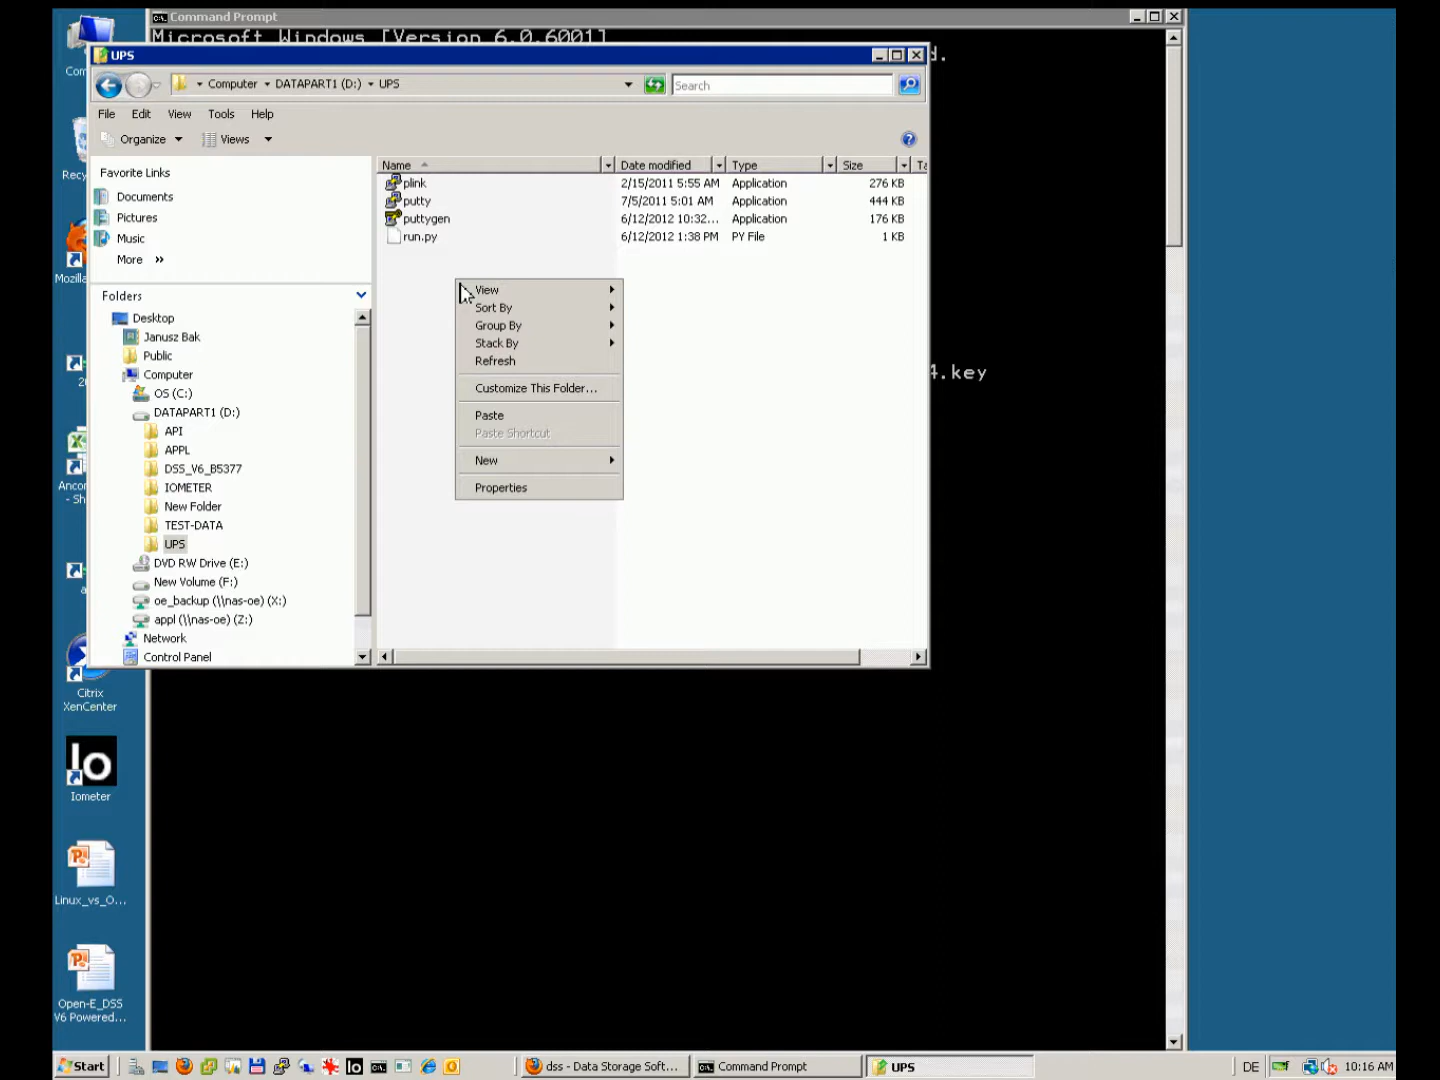 Command Prompt
Microsoft Windows [Version 6.0.6001]
d.
UPS
Computer DATAPART1 (D:) UPS
Search
File Edit View Tools Help
Organize Views
Favorite Links
Documents
Pictures
Music
More »
Folders
Desktop
Janusz Bak
Public
Computer
OS (C:)
DATAPART1 (D:)
API
APPL
DSS_V6_B5377
IOMETER
New Folder
TEST-DATA
UPS
DVD RW Drive (E:)
New Volume (F:)
oe_backup (\\nas-oe) (X:)
appl (\\nas-oe) (Z:)
Network
Control Panel
Name Date modified Type Size
plink 2/15/2011 5:55 AM Application 276 KB
putty 7/5/2011 5:01 AM Application 444 KB
puttygen 6/12/2012 10:32... Application 176 KB
run.py 6/12/2012 1:38 PM PY File 1 KB
View
Sort By
Group By
Stack By
Refresh
Customize This Folder...
Paste
Paste Shortcut
New
Properties
4.key
Citrix
XenCenter
Io
Iometer
Linux_vs_O...
Open-E_DSS
V6 Powered...
Start
dss - Data Storage Soft...
Command Prompt
UPS
DE
10:16 AM